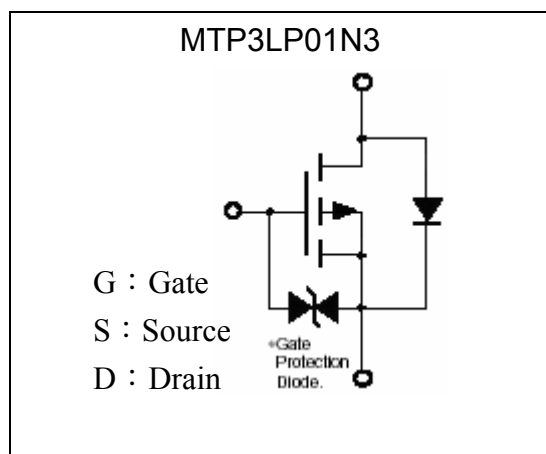 MTP3LP01N3
G：Gate
S：Source
D：Drain
*Gate
Protection
Diode.